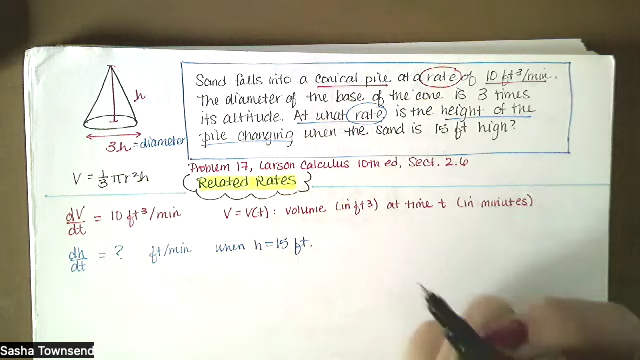 Sand falls into a conical pile at a rate of 10 ft³/min.
The diameter of the base of the cone is 3 times
its altitude. At what rate is the height of the
pile changing when the sand is 15 ft high?
h
3h = diameter
V = 1/3 πr²h
Problem 17, Larson Calculus 10th ed, Sect. 2.6
Related Rates
dV/dt = 10 ft³/min V = V(t): volume (in ft³) at time t (in minutes)
dh/dt = ? ft/min when h = 15 ft.
Sasha Townsend